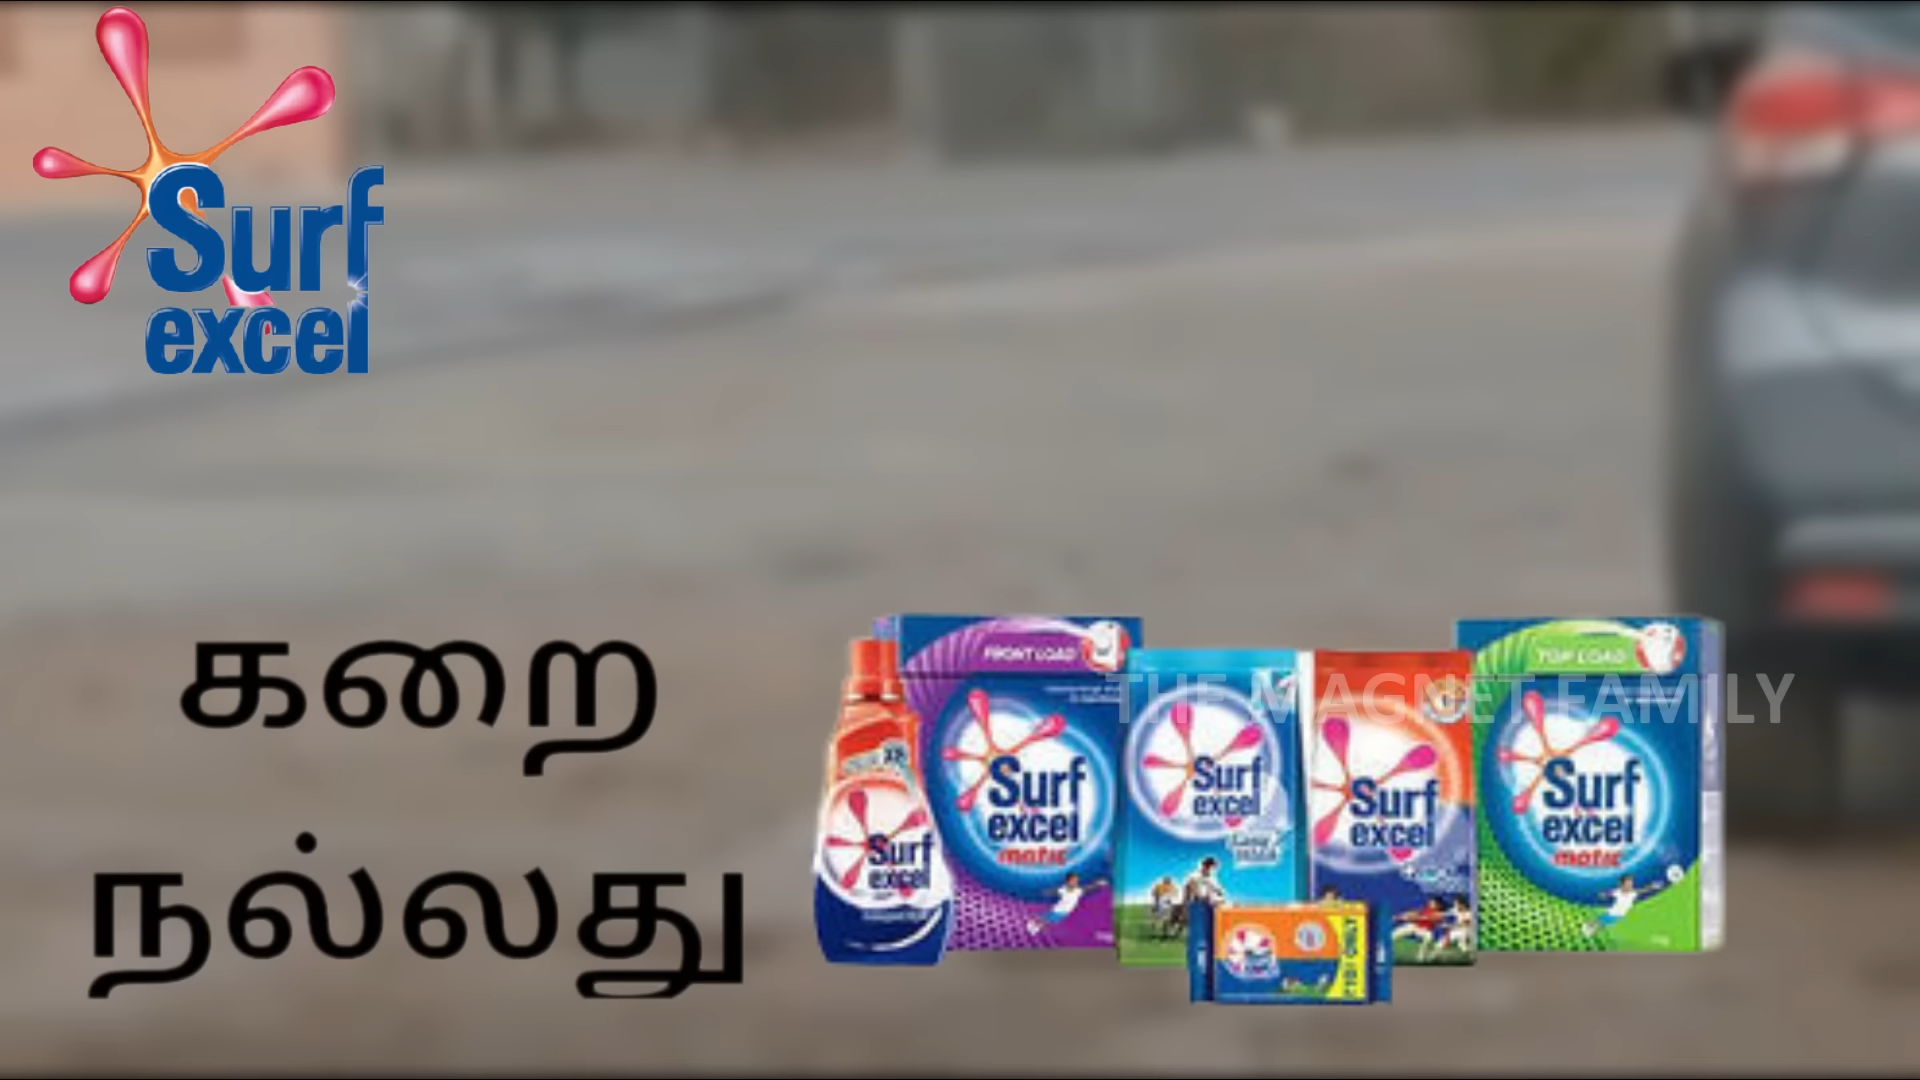 Surf
excel
கறை
நல்லது
THE MAGNET FAMILY
FRONT LOAD
TOP LOAD
Surf
excel
matic
Surf
excel
Surf
excel
Surf
excel
matic
Surf
excel